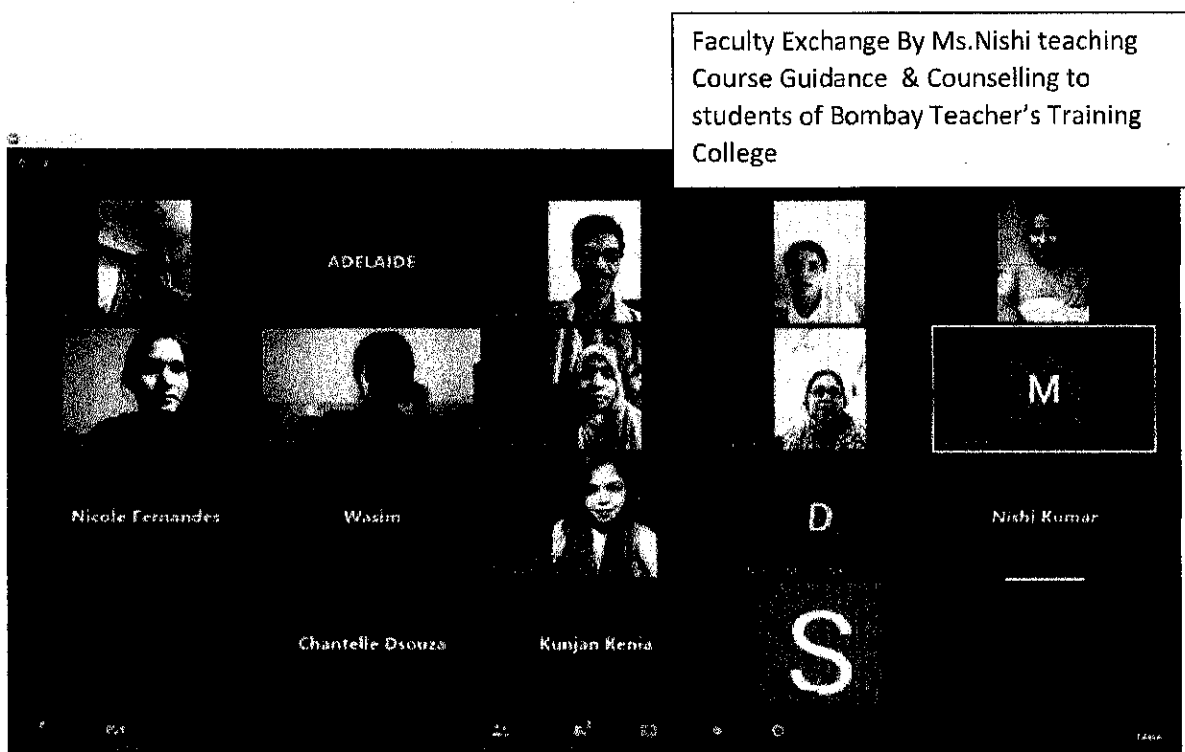 Faculty Exchange By Ms.Nishi teaching
Course Guidance & Counselling to
students of Bombay Teacher's Training
College
ADELAIDE
M
Nicole Fernandes
Wasim
D
Nishi Kumar
Chantelle Dsouza
Kunjan Kenia
S